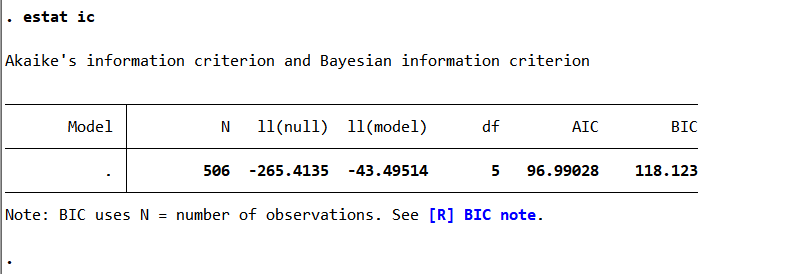 . estat ic
Akaike's information criterion and Bayesian information criterion
Model N ll(null) ll(model) df AIC BIC
. 506 -265.4135 -43.49514 5 96.99028 118.123
Note: BIC uses N = number of observations. See [R] BIC note.
.